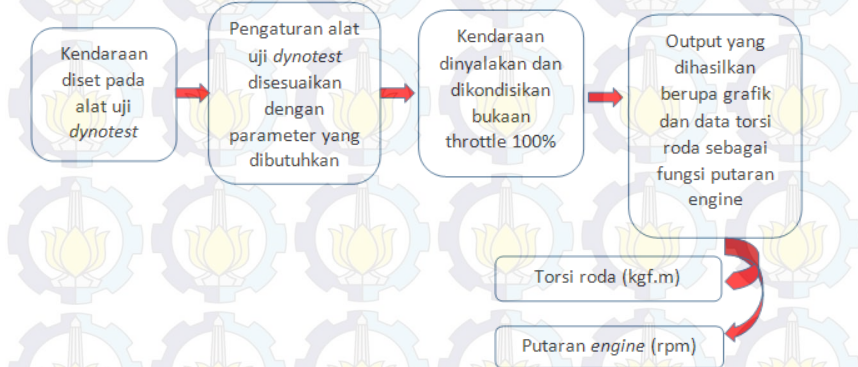 Kendaraan
diset pada
alat uji
dynotest
Pengaturan alat
uji dynotest
disesuaikan
dengan
parameter yang
dibutuhkan
Kendaraan
dinyalakan dan
dikondisikan
bukaan
throttle 100%
Output yang
dihasilkan
berupa grafik
dan data torsi
roda sebagai
fungsi putaran
engine
Torsi roda (kgf.m)
Putaran engine (rpm)